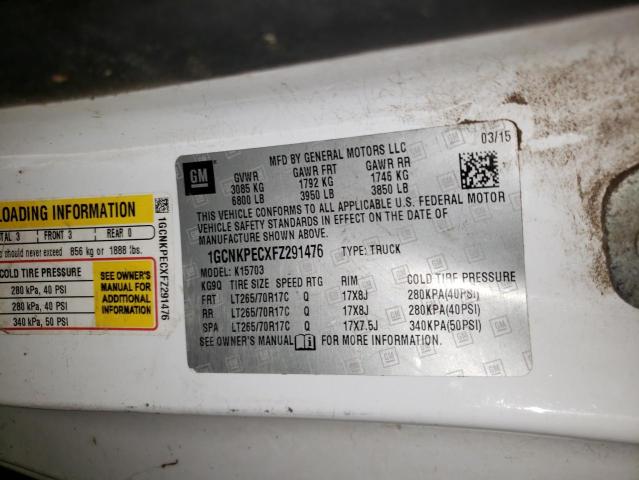 LOADING INFORMATION
FRONT 3 REAR 0
should never exceed 856 kg or 1888 lbs.
COLD TIRE PRESSURE
280 kPa, 40 PSI
280 kPa, 40 PSI
340 kPa, 50 PSI
SEE OWNER'S
MANUAL FOR
ADDITIONAL
INFORMATION
1GCNKPECXFZ291476
GM
MFD BY GENERAL MOTORS LLC
03/15
GVWR GAWR FRT GAWR RR
3085 KG 1792 KG 1746 KG
6800 LB 3950 LB 3850 LB
THIS VEHICLE CONFORMS TO ALL APPLICABLE U.S. FEDERAL MOTOR
VEHICLE SAFETY STANDARDS IN EFFECT ON THE DATE OF
MANUFACTURE SHOWN ABOVE.
1GCNKPECXFZ291476 TYPE: TRUCK
MODEL: K15703
KG9Q TIRE SIZE SPEED RTG RIM COLD TIRE PRESSURE
FRT LT265/70R17C Q 17X8J 280KPA(40PSI)
RR LT265/70R17C Q 17X8J 280KPA(40PSI)
SPA LT265/70R17C Q 17X7.5J 340KPA(50PSI)
SEE OWNER'S MANUAL FOR MORE INFORMATION.